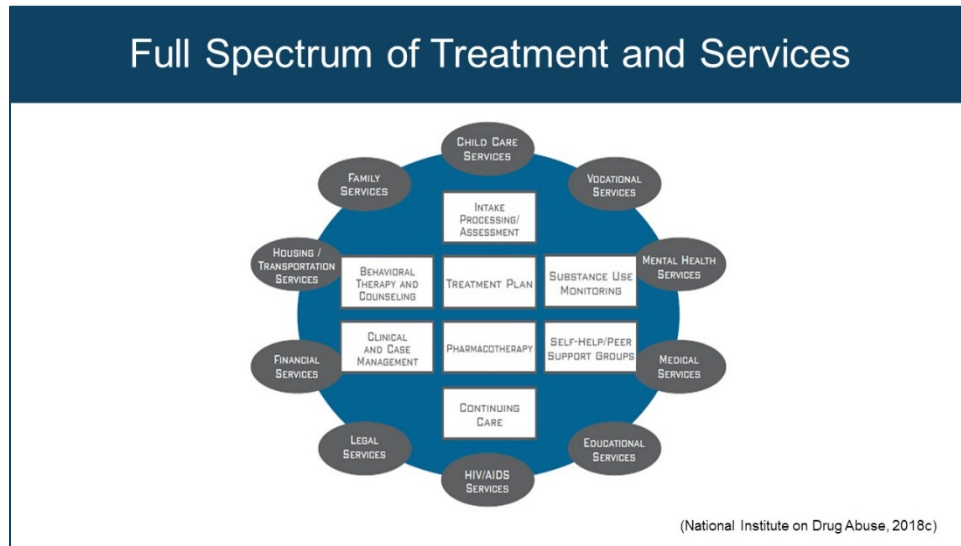 Full Spectrum of Treatment and Services
CHILD CARE
SERVICES
FAMILY
SERVICES
VOCATIONAL
SERVICES
INTAKE
PROCESSING/
ASSESSMENT
HOUSING /
TRANSPORTATION
SERVICES
BEHAVIORAL
THERAPY AND
COUNSELING
TREATMENT PLAN
SUBSTANCE USE
MONITORING
MENTAL HEALTH
SERVICES
FINANCIAL
SERVICES
CLINICAL
AND CASE
MANAGEMENT
PHARMACOTHERAPY
SELF-HELP/PEER
SUPPORT GROUPS
MEDICAL
SERVICES
CONTINUING
CARE
LEGAL
SERVICES
EDUCATIONAL
SERVICES
HIV/AIDS
SERVICES
(National Institute on Drug Abuse, 2018c)